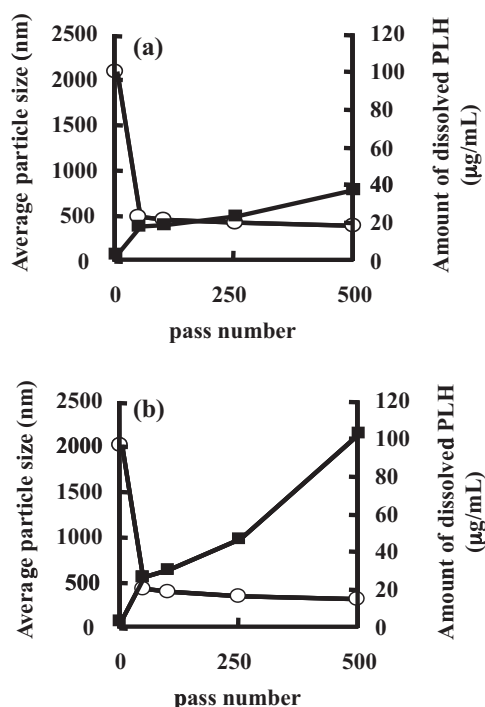 (a)
Average particle size (nm)
2500
2000
1500
1000
500
0
120
100
80
60
40
20
0
Amount of dissolved PLH
(μg/mL)
0 250 500
pass number
(b)
Average particle size (nm)
2500
2000
1500
1000
500
0
120
100
80
60
40
20
0
Amount of dissolved PLH
(μg/mL)
0 250 500
pass number